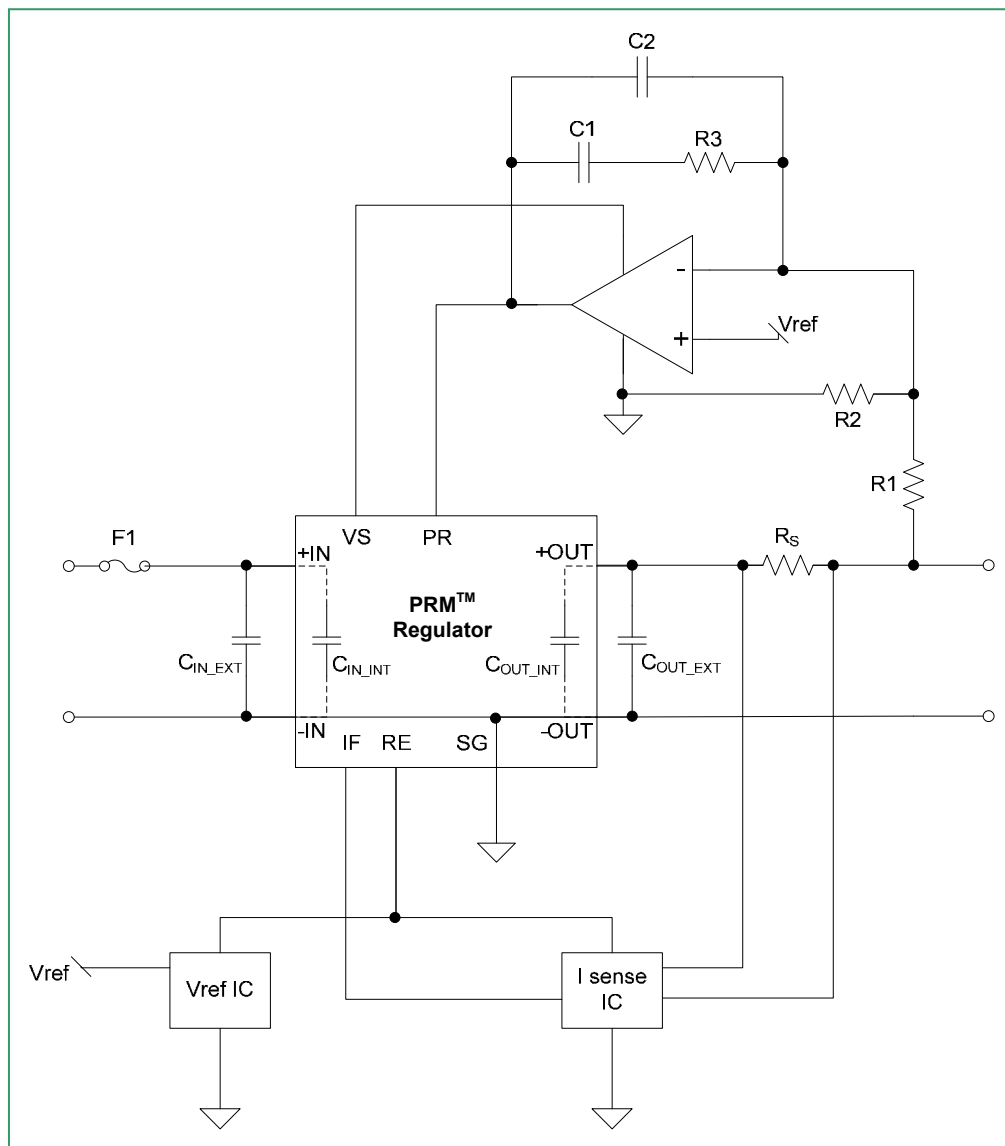 C2
C1
R3
-
+
Vref
R2
R1
F1
VS
PR
+IN
+OUT
RS
PRM™
Regulator
CIN_EXT
CIN_INT
COUT_INT
COUT_EXT
-IN
-OUT
IF
RE
SG
Vref
Vref IC
I sense
IC